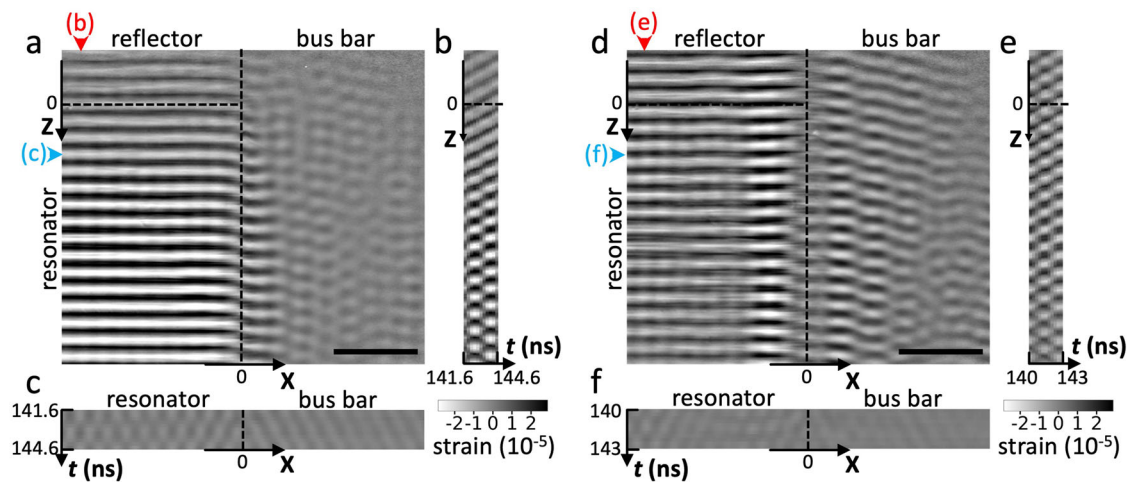 (b)
a
reflector
bus bar
b
0
Z
(c)
resonator
0
X
0
Z
t (ns)
141.6
144.6
c
resonator
bus bar
141.6
144.6
t (ns)
0
X
-2
-1
1
2
strain (10⁻⁵)
(e)
d
reflector
bus bar
e
0
Z
(f)
resonator
0
X
0
Z
t (ns)
140
143
f
resonator
bus bar
140
143
t (ns)
0
X
-2
-1
1
2
strain (10⁻⁵)